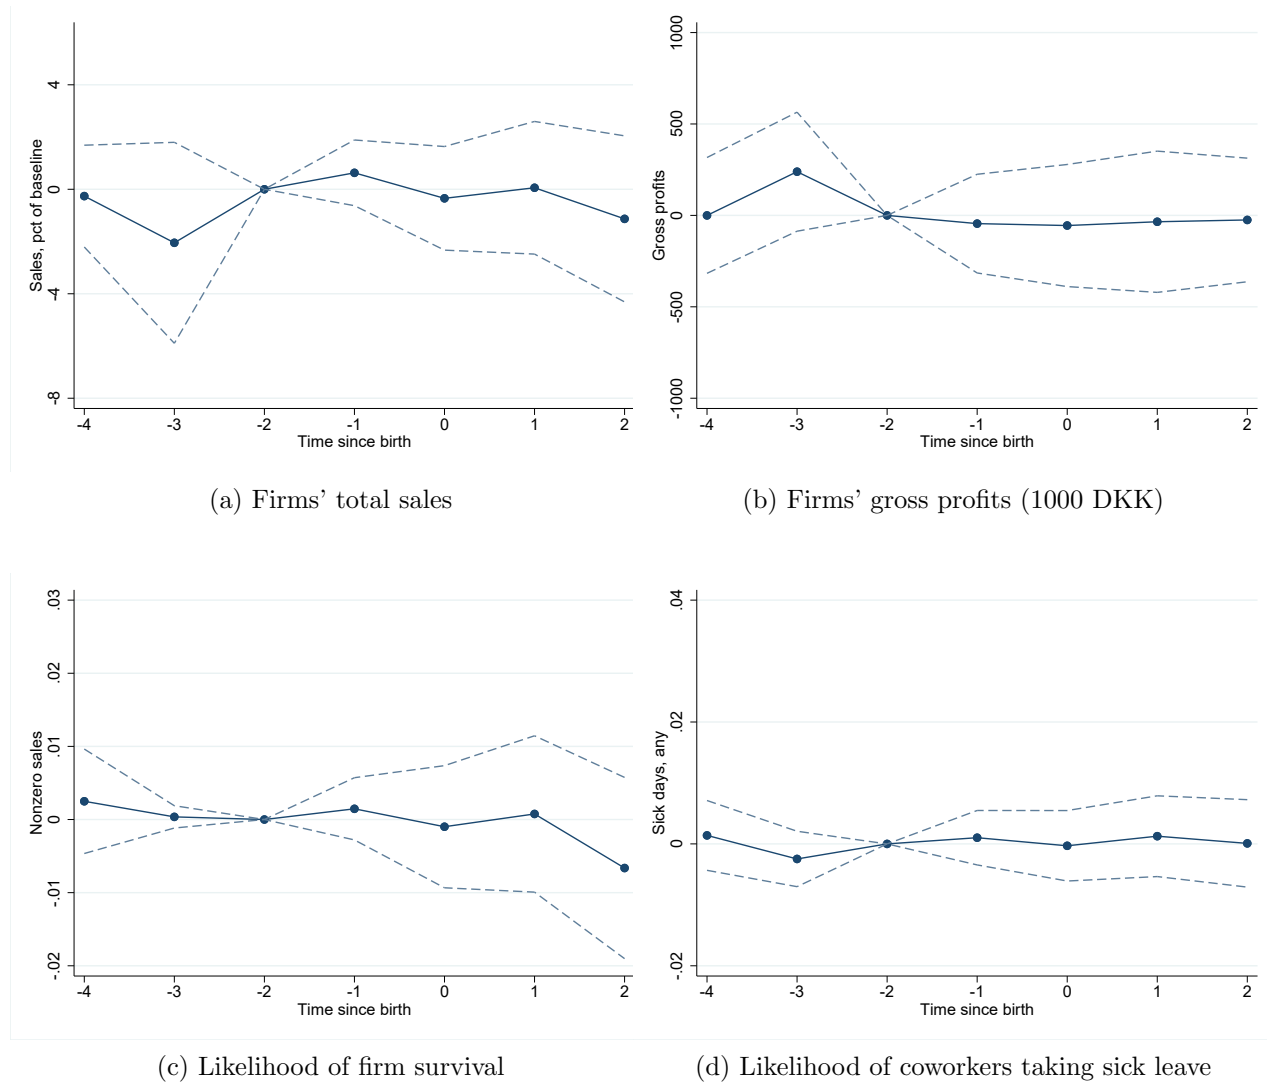 4
0
-4
-8
Sales, pct of baseline
-4 -3 -2 -1 0 1 2
Time since birth
(a) Firms’ total sales
1000
500
0
-500
-1000
Gross profits
-4 -3 -2 -1 0 1 2
Time since birth
(b) Firms’ gross profits (1000 DKK)
.03
.02
.01
0
-.01
-.02
Nonzero sales
-4 -3 -2 -1 0 1 2
Time since birth
(c) Likelihood of firm survival
.04
.02
0
-.02
Sick days, any
-4 -3 -2 -1 0 1 2
Time since birth
(d) Likelihood of coworkers taking sick leave